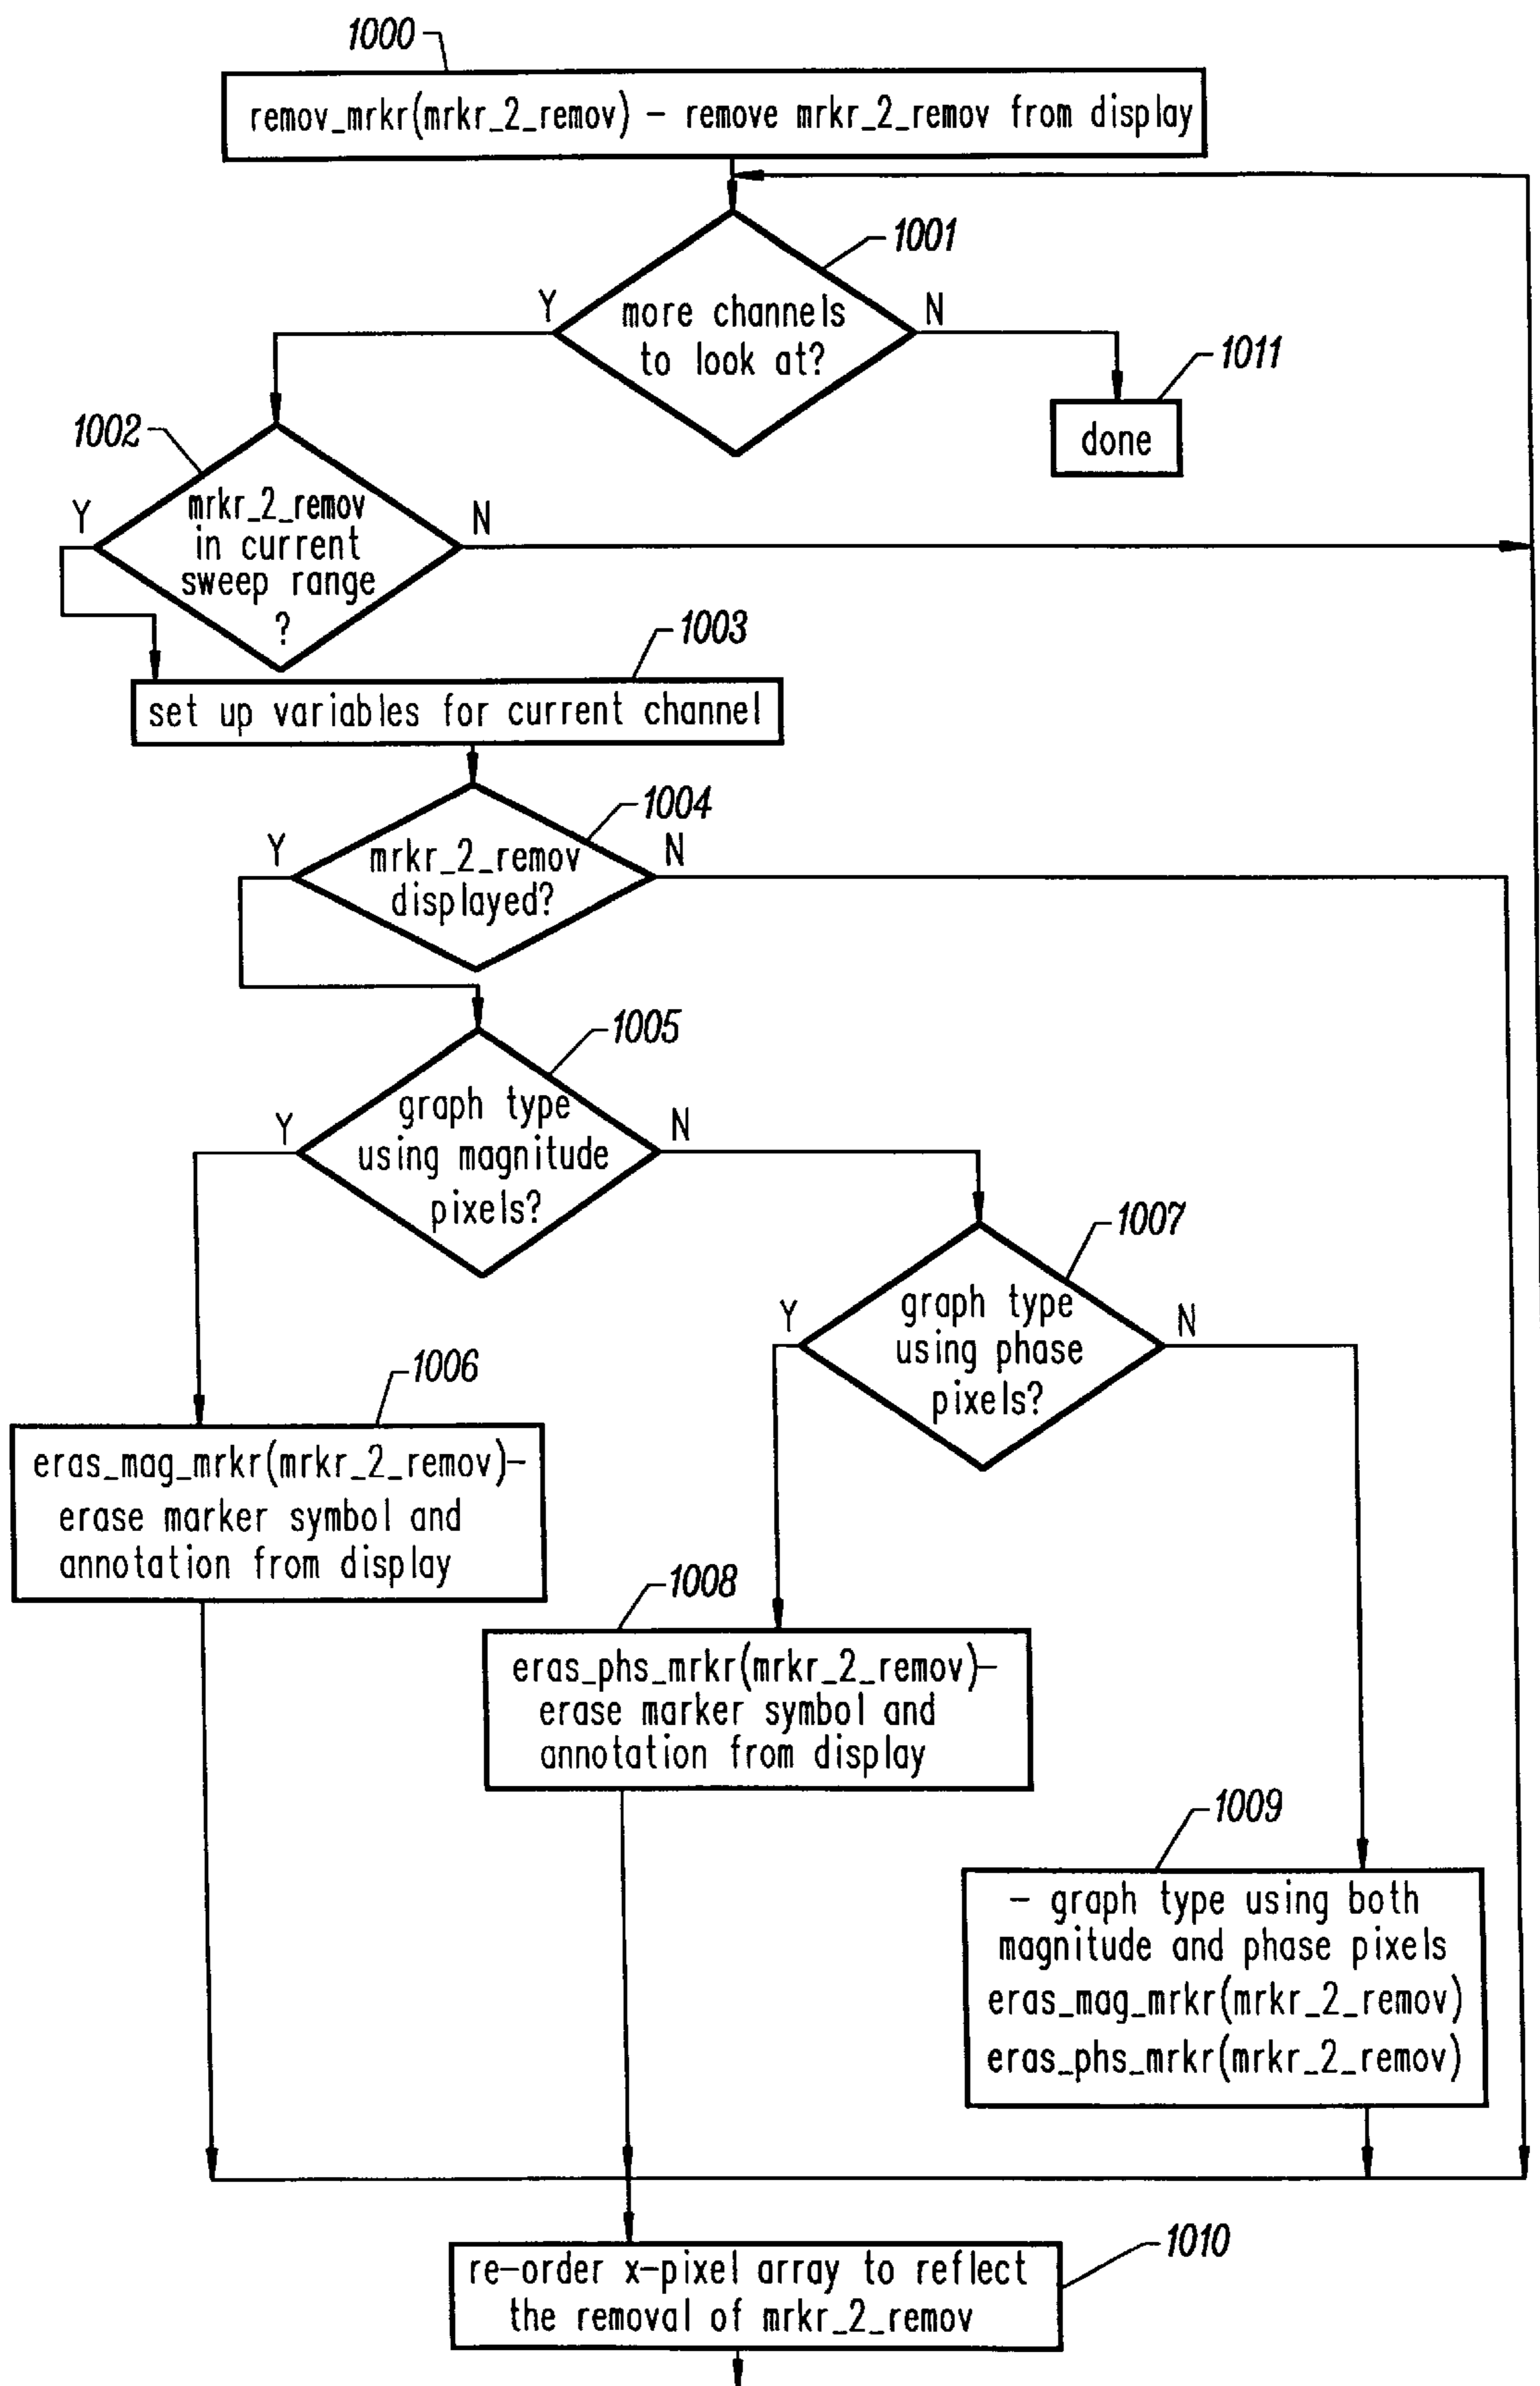 1000
remov_mrkr(mrkr_2_remov) – remove mrkr_2_remov from display
1001
Y
more channels
to look at?
N
1011
done
1002
Y
mrkr_2_remov
in current
sweep range
?
N
1003
set up variables for current channel
1004
Y
mrkr_2_remov
displayed?
N
1005
Y
graph type
using magnitude
pixels?
N
1007
Y
graph type
using phase
pixels?
N
1006
eras_mag_mrkr(mrkr_2_remov)–
erase marker symbol and
annotation from display
1008
eras_phs_mrkr(mrkr_2_remov)–
erase marker symbol and
annotation from display
1009
– graph type using both
magnitude and phase pixels
eras_mag_mrkr(mrkr_2_remov)
eras_phs_mrkr(mrkr_2_remov)
1010
re-order x-pixel array to reflect
the removal of mrkr_2_remov